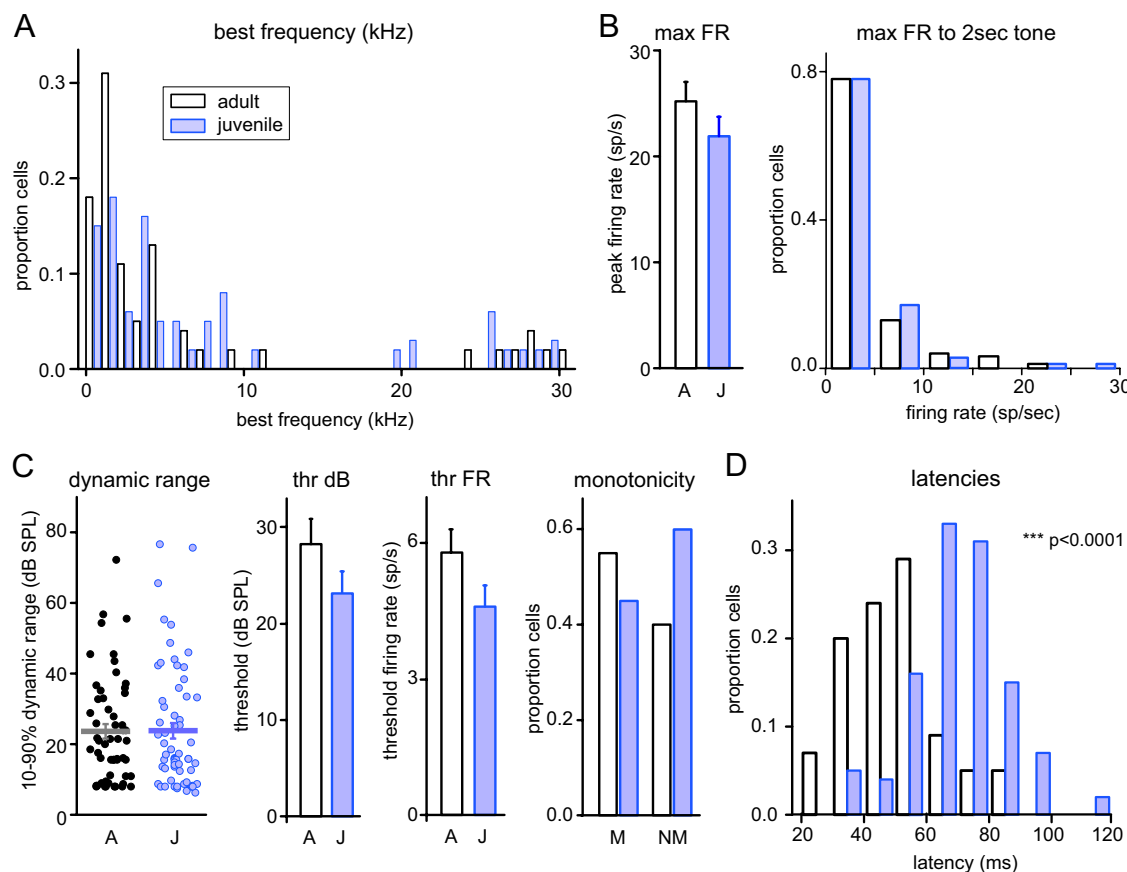 A
best frequency (kHz)
proportion cells
0.3
0.2
0.1
0.0
adult
juvenile
0
10
20
30
best frequency (kHz)
B
max FR
peak firing rate (sp/s)
30
20
10
0
A
J
max FR to 2sec tone
proportion cells
0.8
0.4
0.0
0
10
20
30
firing rate (sp/sec)
C
dynamic range
10-90% dynamic range (dB SPL)
80
60
40
20
0
A
J
thr dB
threshold (dB SPL)
30
20
10
0
A
J
thr FR
threshold firing rate (sp/s)
6
3
0
A
J
monotonicity
proportion cells
0.6
0.4
0.2
0.0
M
NM
D
latencies
*** p<0.0001
proportion cells
0.3
0.2
0.1
0.0
20
40
60
80
100
120
latency (ms)